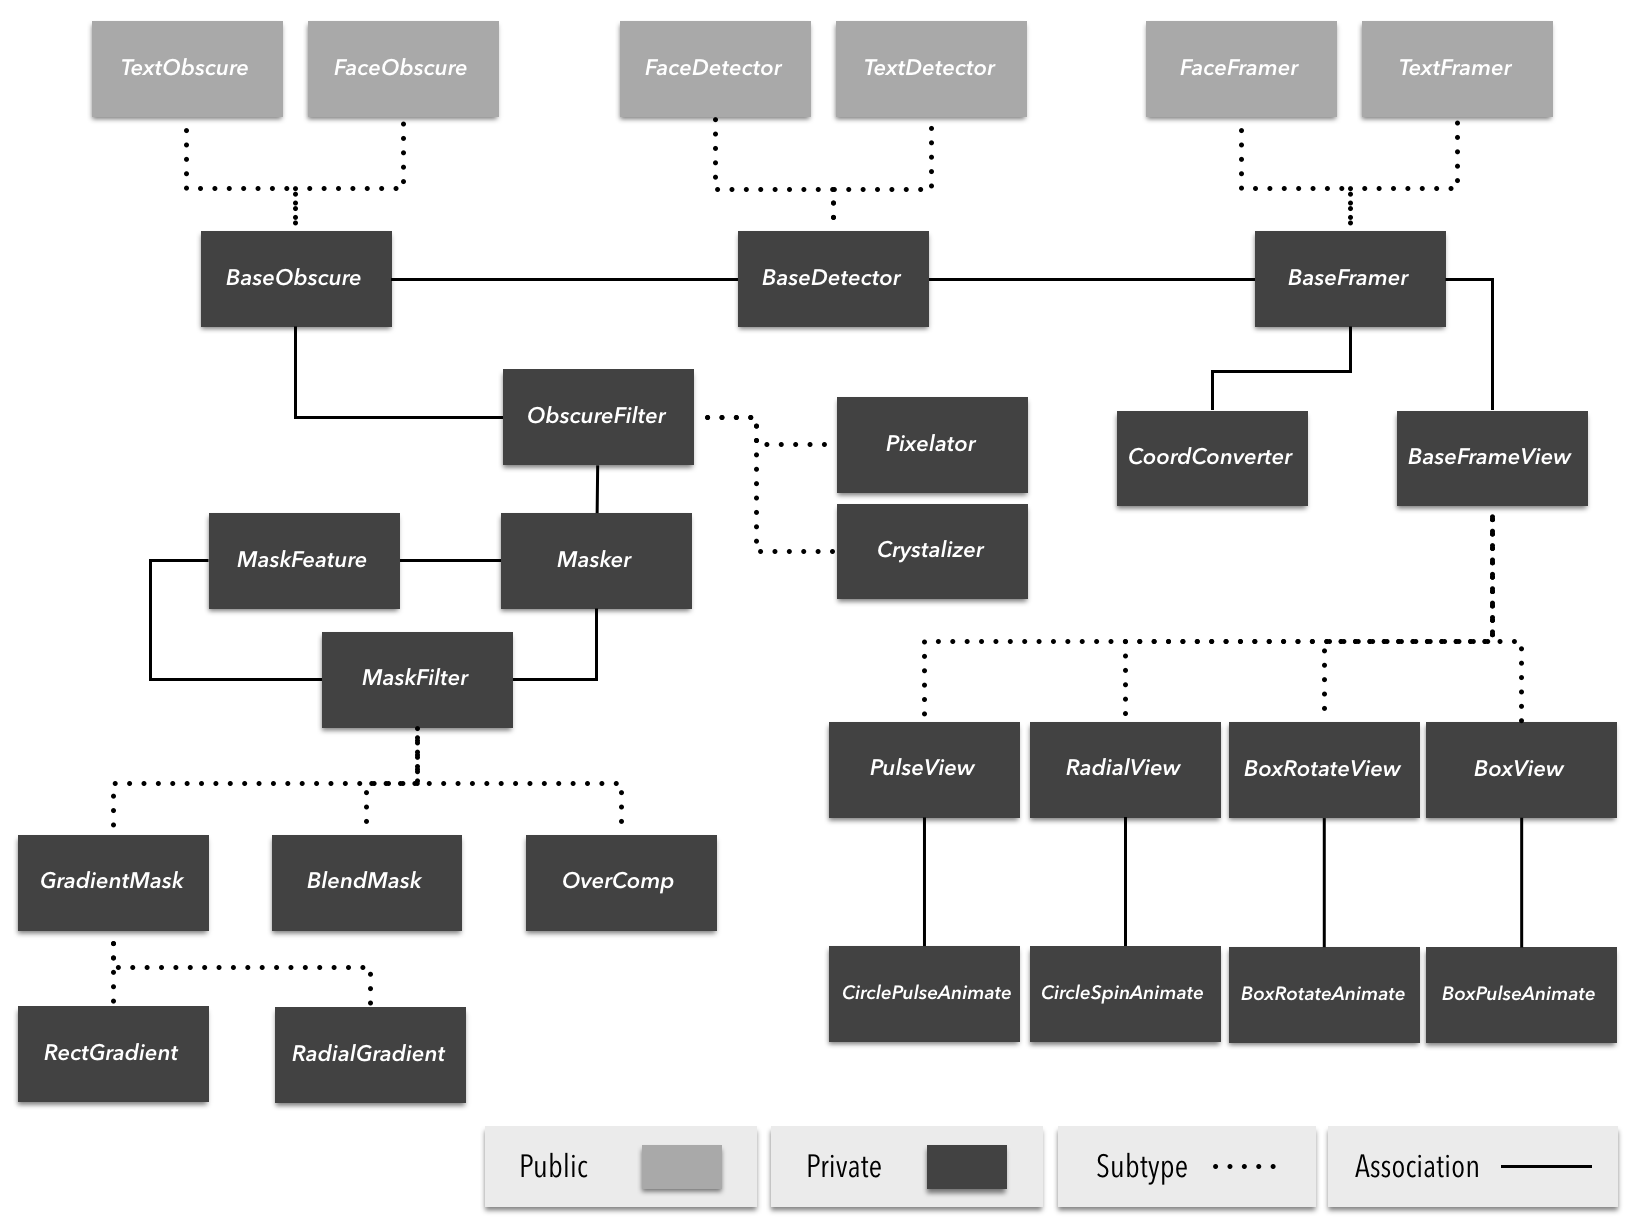 TextObscure
FaceObscure
FaceDetector
TextDetector
FaceFramer
TextFramer
BaseObscure
BaseDetector
BaseFramer
ObscureFilter
Pixelator
CoordConverter
BaseFrameView
MaskFeature
Masker
Crystalizer
MaskFilter
PulseView
RadialView
BoxRotateView
BoxView
GradientMask
BlendMask
OverComp
CirclePulseAnimate
CircleSpinAnimate
BoxRotateAnimate
BoxPulseAnimate
RectGradient
RadialGradient
Public
Private
Subtype
Association